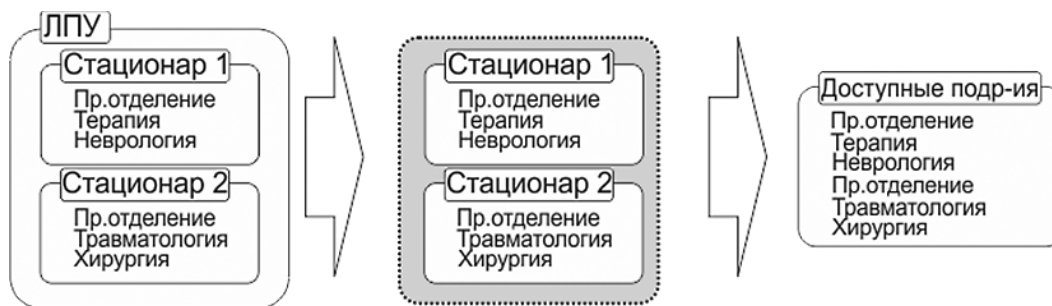 ЛПУ
Стационар 1
Пр.отделение
Терапия
Неврология
Стационар 2
Пр.отделение
Травматология
Хирургия
Стационар 1
Пр.отделение
Терапия
Неврология
Стационар 2
Пр.отделение
Травматология
Хирургия
Доступные подр-ия
Пр.отделение
Терапия
Неврология
Пр.отделение
Травматология
Хирургия